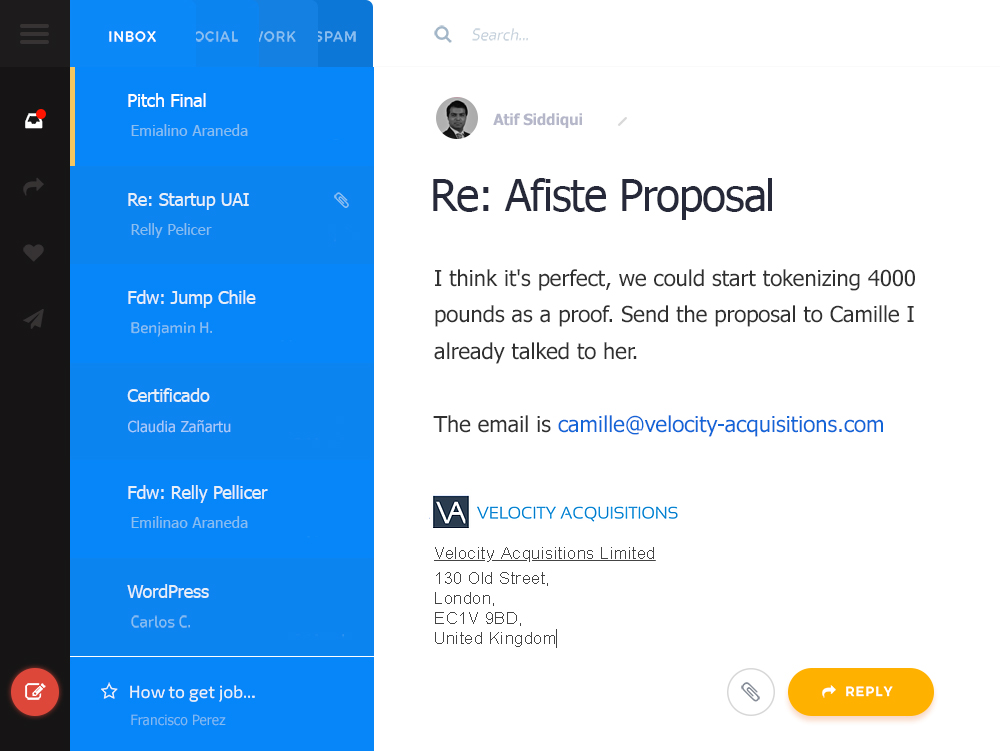 INBOX
OCIAL
ORK
SPAM
Search...
Pitch Final
Emialino Araneda
Re: Startup UAI
Relly Pelicer
Fdw: Jump Chile
Benjamin H.
Certificado
Claudia Zañartu
Fdw: Relly Pellicer
Emilinao Araneda
WordPress
Carlos C.
How to get job...
Francisco Perez
Atif Siddiqui
Re: Afiste Proposal
I think it's perfect, we could start tokenizing 4000
pounds as a proof. Send the proposal to Camille I
already talked to her.
The email is camille@velocity-acquisitions.com
VA VELOCITY ACQUISITIONS
Velocity Acquisitions Limited
130 Old Street,
London,
EC1V 9BD,
United Kingdom
REPLY